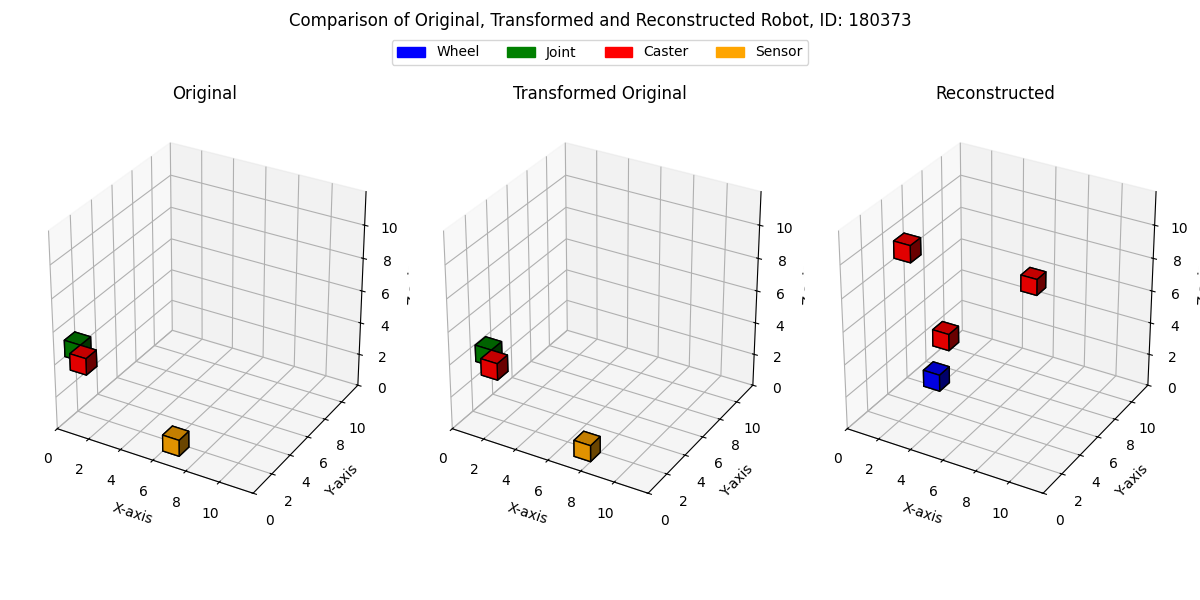 Comparison of Original, Transformed and Reconstructed Robot, ID: 180373
Wheel Joint Caster Sensor
Original
Transformed Original
Reconstructed
0 2 4 6 8 10
X-axis
0 2 4 6 8 10
Y-axis
0 2 4 6 8 10
0 2 4 6 8 10
X-axis
0 2 4 6 8 10
Y-axis
0 2 4 6 8 10
0 2 4 6 8 10
X-axis
0 2 4 6 8 10
Y-axis
0 2 4 6 8 10